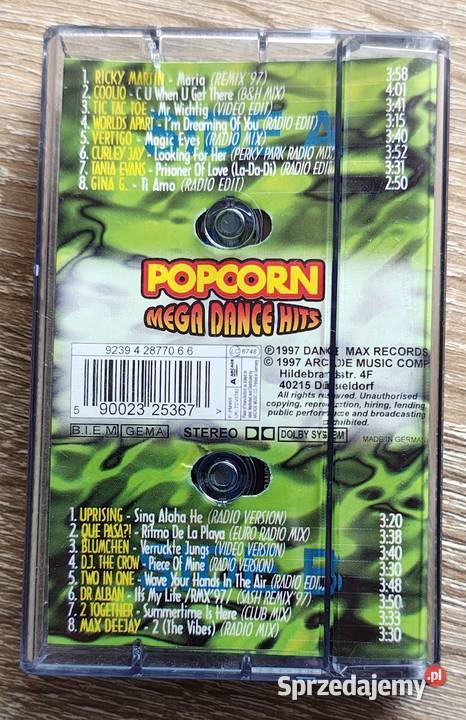 A
1. RICKY MARTIN - Maria (REMIX '97) 3:58
2. COOLIO - C U When U Get There (B&H MIX) 4:01
3. TIC TAC TOE - Mr Wichtig (VIDEO EDIT) 3:41
4. WORLDS APART - I'm Dreaming Of You (RADIO EDIT) 3:15
5. VERTIGO - Magic Eyes (RADIO MIX) 3:40
6. CURLEY JAY - Looking For Her (PERKY PARK RADIO MIX) 3:52
7. TANIA EVANS - Prisoner Of Love (La-Da-Di) (RADIO EDIT) 3:31
8. GINA G. - Ti Amo (RADIO EDIT) 2:50
POPCORN
MEGA DANCE HITS
9239 4 28770 6 6
5 90023 25367
LC 6748
B.I.E.M. GEMA STEREO DOLBY SYSTEM
℗ 1997 DANCE MAX RECORDS
© 1997 ARCADE MUSIC COMP
Hildebrandtstr. 4F
40215 Düsseldorf
All rights reserved. Unauthorised
copying, reproduction, hiring, lending
public performance and broadcasting
prohibited.
MADE IN GERMAN
B
1. UPRISING - Sing Aloha He (RADIO VERSION) 3:20
2. QUE PASA?! - Ritmo De La Playa (EURO RADIO MIX) 3:38
3. BLÜMCHEN - Verruckte Jungs (VIDEO VERSION) 3:40
4. D.J. THE CROW - Piece Of Mine (RADIO VERSION) 3:30
5. TWO IN ONE - Wave Your Hands In The Air (RADIO EDIT) 3:48
6. DR ALBAN - It's My Life /RMX'97/ (SASH REMIX '97) 3:50
7. 2 TOGETHER - Summertime Is Here (CLUB MIX) 3:33
8. MAX DEEJAY - 2 (The Vibes) (RADIO MIX) 3:30
Sprzedajemy.pl